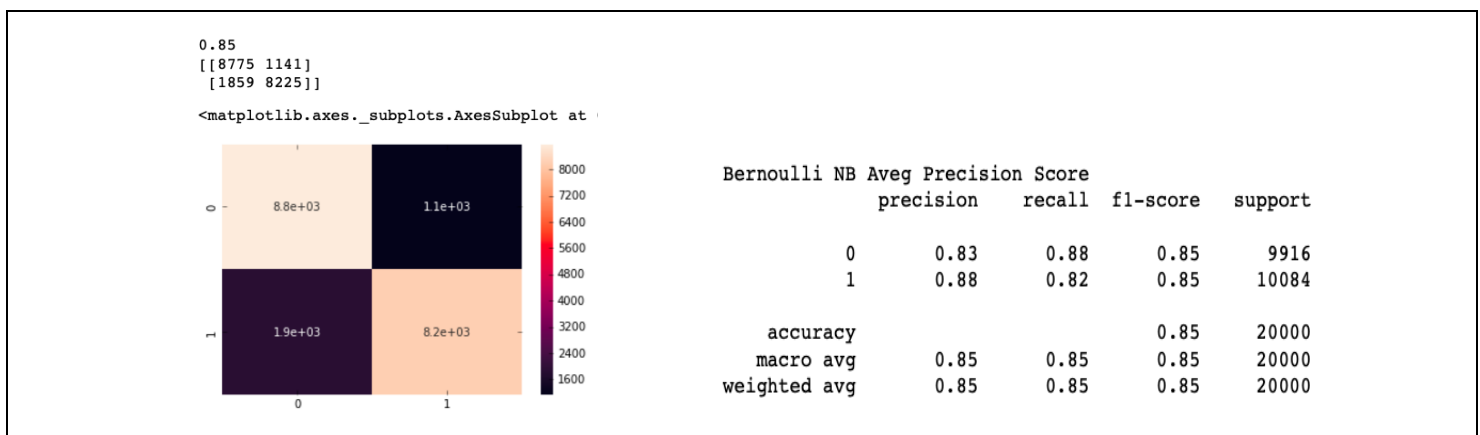 0.85
[[8775 1141]
[1859 8225]]
<matplotlib.axes._subplots.AxesSubplot at
0
8.8e+03
1.1e+03
1
1.9e+03
8.2e+03
0
1
8000
7200
6400
5600
4800
4000
3200
2400
1600
Bernoulli NB Aveg Precision Score
precision recall f1-score support
0 0.83 0.88 0.85 9916
1 0.88 0.82 0.85 10084
accuracy 0.85 20000
macro avg 0.85 0.85 0.85 20000
weighted avg 0.85 0.85 0.85 20000